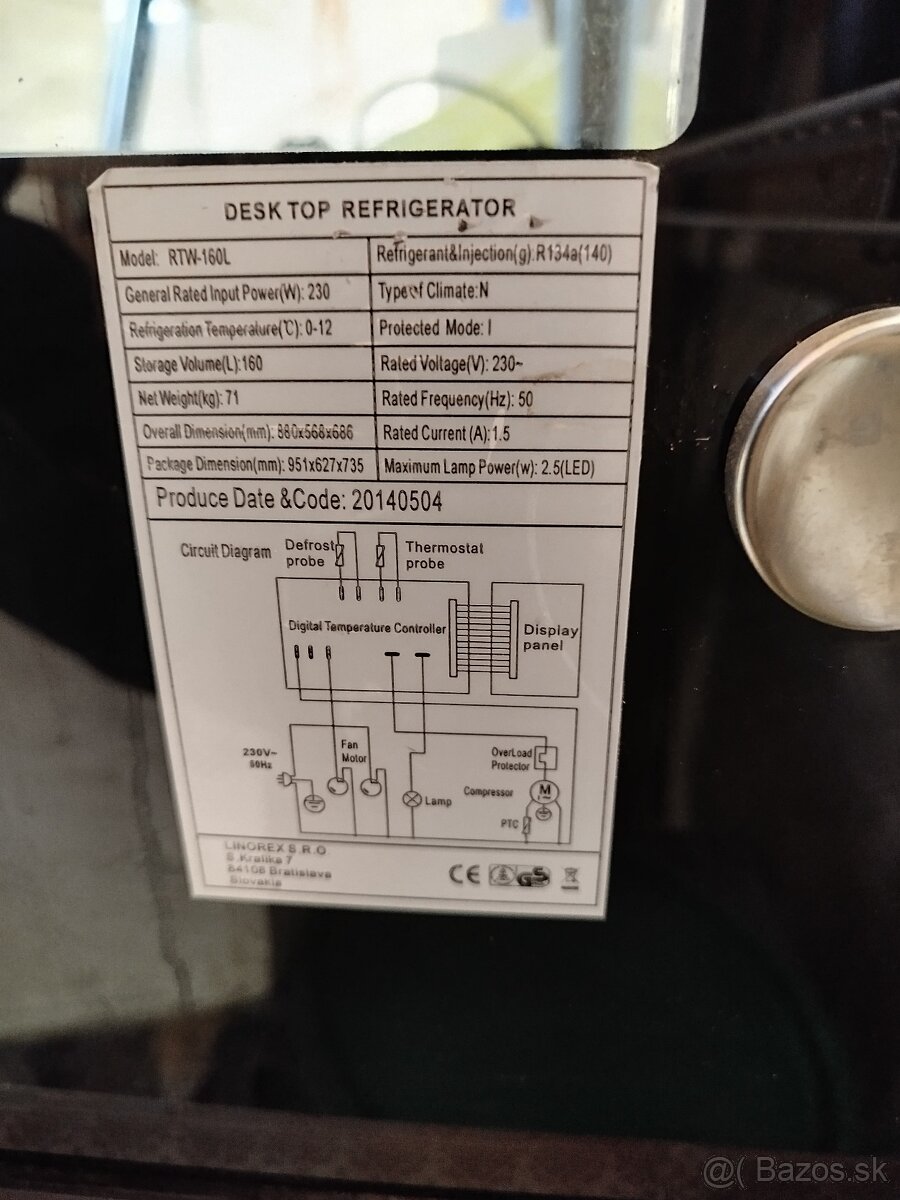 DESK TOP REFRIGERATOR
Model: RTW-160L
Refrigerant&Injection(g):R134a(140)
General Rated Input Power(W): 230
Type of Climate:N
Refrigeration Temperature(℃): 0-12
Protected Mode: I
Storage Volume(L):160
Rated Voltage(V): 230~
Net Weight(kg): 71
Rated Frequency(Hz): 50
Overall Dimension(mm): 880x568x686
Rated Current (A):1.5
Package Dimension(mm): 951x627x735
Maximum Lamp Power(w): 2.5(LED)
Produce Date &Code: 20140504
Circuit Diagram
Defrost
probe
Thermostat
probe
Digital Temperature Controller
Display
panel
230V~
50Hz
Fan
Motor
Lamp
OverLoad
Protector
Compressor
M
PTC
LINOREX S.R.O
S.Kralika 7
84108 Bratislava
Slovakia
CE
GS
@( Bazos.sk